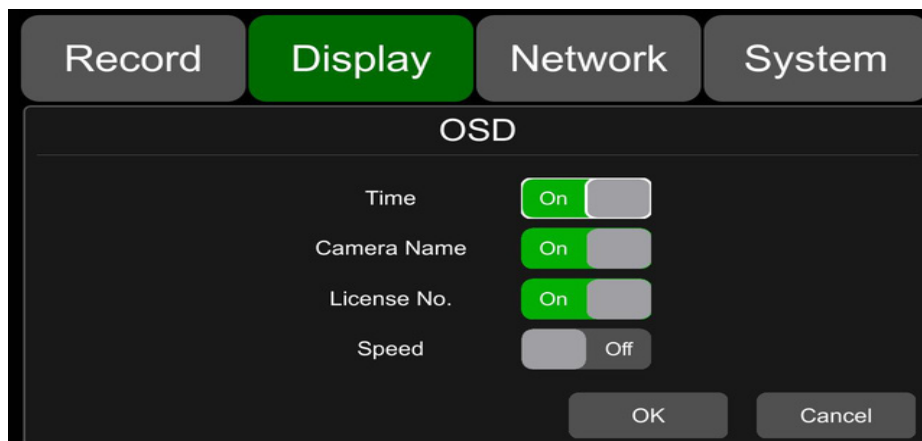 Record Display Network System
OSD
Time On
Camera Name On
License No. On
Speed Off
OK Cancel